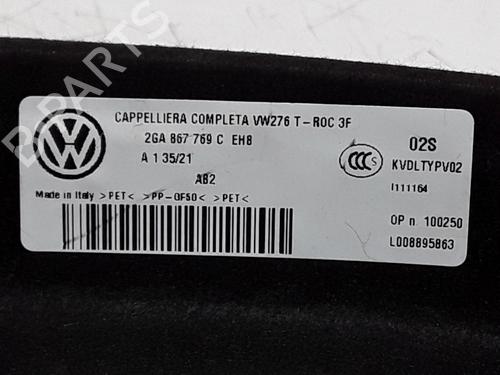 CAPPELLIERA COMPLETA VW276 T-ROC 3F
2GA 867 769 C EH8
A 1 35/21
AB2
Made in Italy >PET< >PP-GF50< >PET<
02S
KVDLTYPV02
I111164
OP n. 100250
L008895863
B PARTS